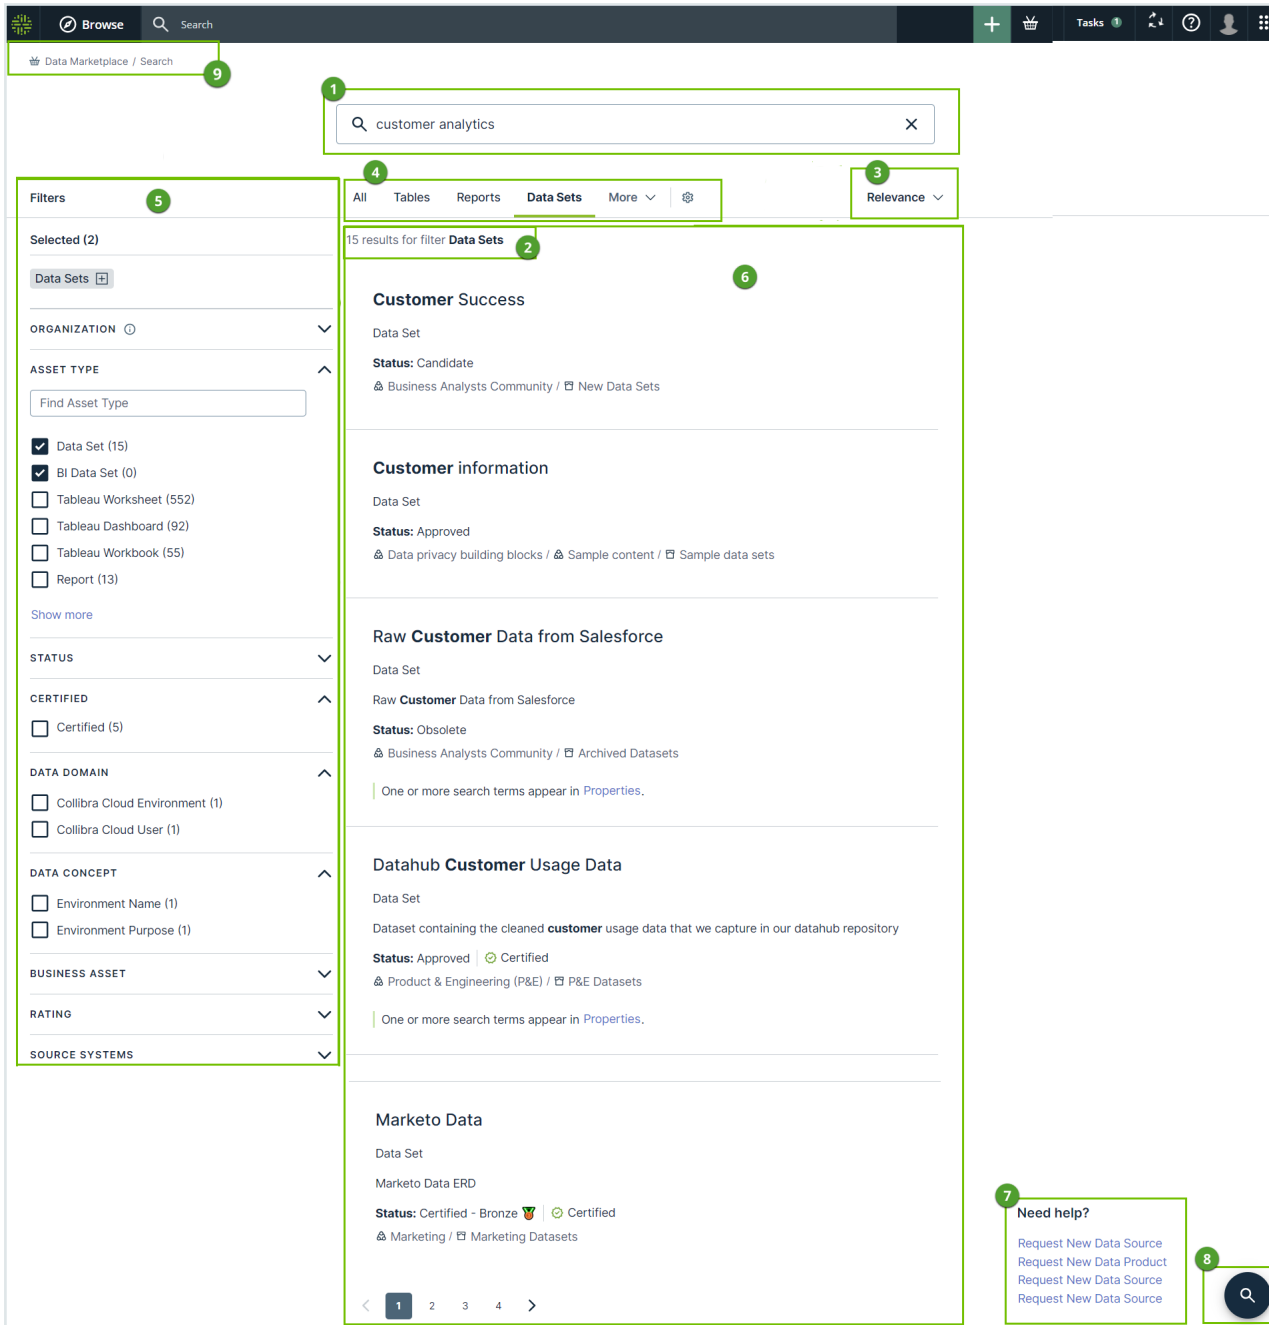 Browse
Search
Tasks 1
Data Marketplace / Search
9
1
customer analytics
4
3
5
Filters
All Tables Reports Data Sets More
Relevance
Selected (2)
15 results for filter Data Sets
2
6
Data Sets
ORGANIZATION
ASSET TYPE
Find Asset Type
Data Set (15)
BI Data Set (0)
Tableau Worksheet (552)
Tableau Dashboard (92)
Tableau Workbook (55)
Report (13)
Show more
STATUS
CERTIFIED
Certified (5)
DATA DOMAIN
Collibra Cloud Environment (1)
Collibra Cloud User (1)
DATA CONCEPT
Environment Name (1)
Environment Purpose (1)
BUSINESS ASSET
RATING
SOURCE SYSTEMS
Customer Success
Data Set
Status: Candidate
Business Analysts Community / New Data Sets
Customer information
Data Set
Status: Approved
Data privacy building blocks / Sample content / Sample data sets
Raw Customer Data from Salesforce
Data Set
Raw Customer Data from Salesforce
Status: Obsolete
Business Analysts Community / Archived Datasets
One or more search terms appear in Properties.
Datahub Customer Usage Data
Data Set
Dataset containing the cleaned customer usage data that we capture in our datahub repository
Status: Approved Certified
Product & Engineering (P&E) / P&E Datasets
One or more search terms appear in Properties.
Marketo Data
Data Set
Marketo Data ERD
Status: Certified - Bronze Certified
Marketing / Marketing Datasets
1 2 3 4
7
Need help?
Request New Data Source
Request New Data Product
Request New Data Source
Request New Data Source
8